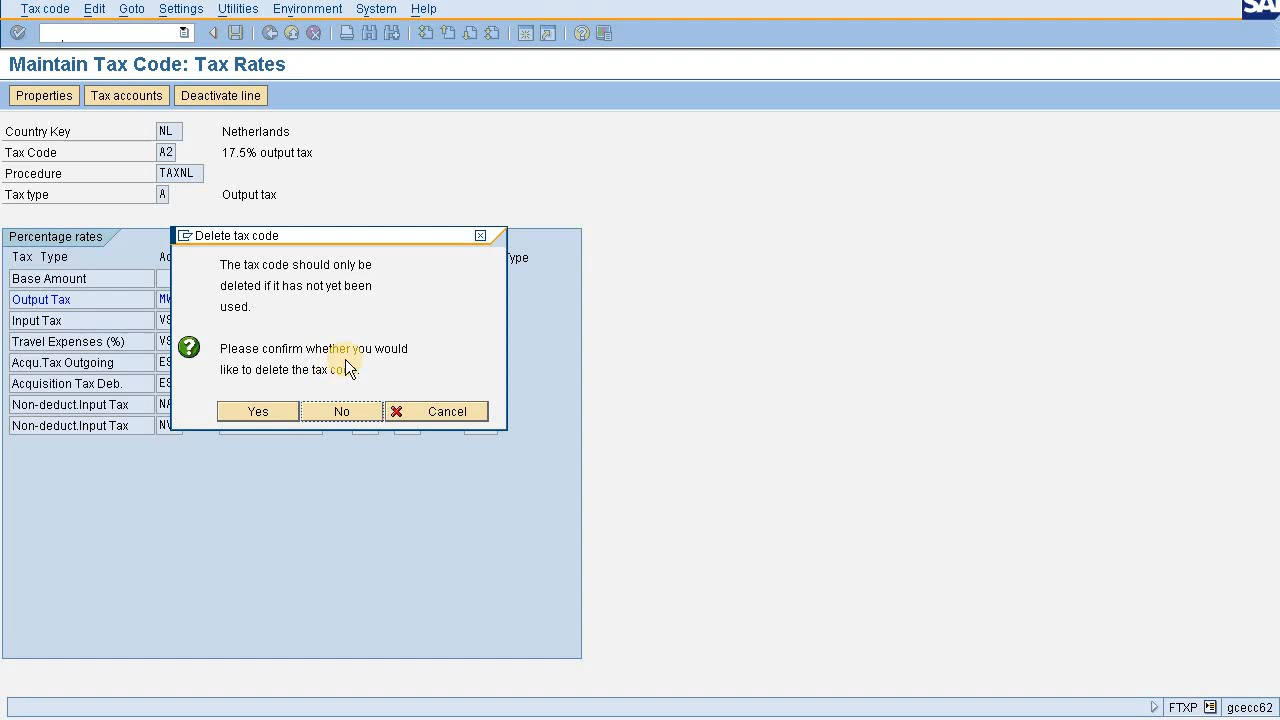 Tax code Edit Goto Settings Utilities Environment System Help
SA
Maintain Tax Code: Tax Rates
Properties Tax accounts Deactivate line
Country Key NL Netherlands
Tax Code A2 17.5% output tax
Procedure TAXNL
Tax type A Output tax
Percentage rates
Tax Type
Base Amount
Output Tax
Input Tax
Travel Expenses (%)
Acqu.Tax Outgoing
Acquisition Tax Deb.
Non-deduct.Input Tax
Non-deduct.Input Tax
Delete tax code
The tax code should only be
deleted if it has not yet been
used.
Please confirm whether you would
like to delete the tax code.
Yes No Cancel
FTXP gcecc62